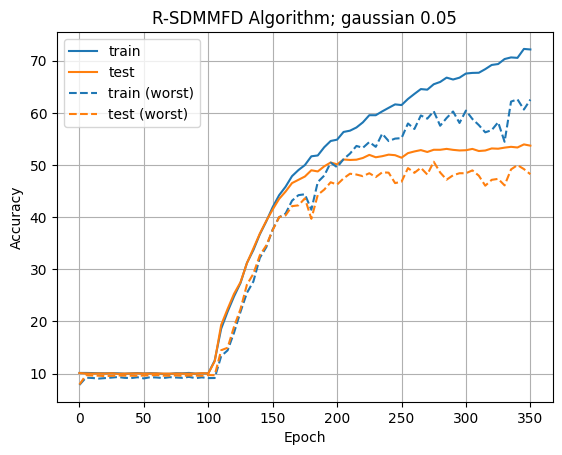 R-SDMMFD Algorithm; gaussian 0.05
train
test
train (worst)
test (worst)
Accuracy
70
60
50
40
30
20
10
0 50 100 150 200 250 300 350
Epoch